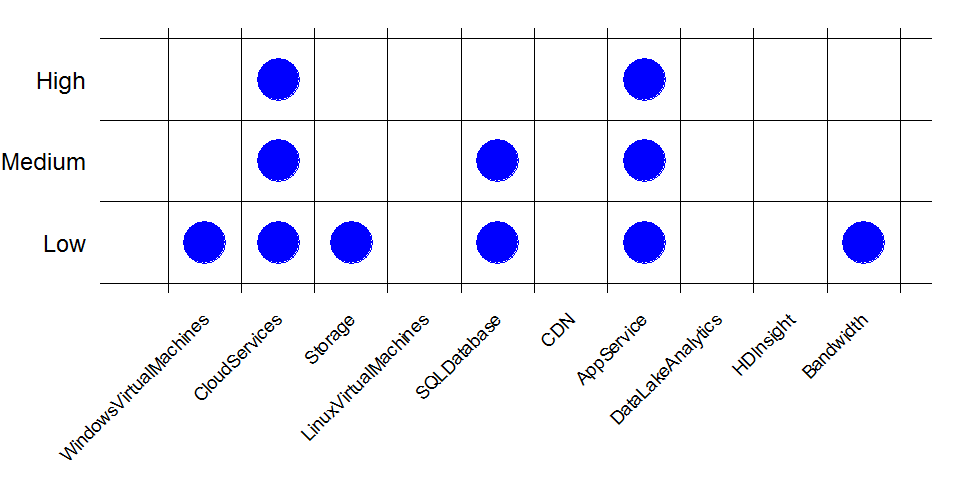 High
Medium
Low
WindowsVirtualMachines
CloudServices
Storage
LinuxVirtualMachines
SQLDatabase
CDN
AppService
DataLakeAnalytics
HDInsight
Bandwidth